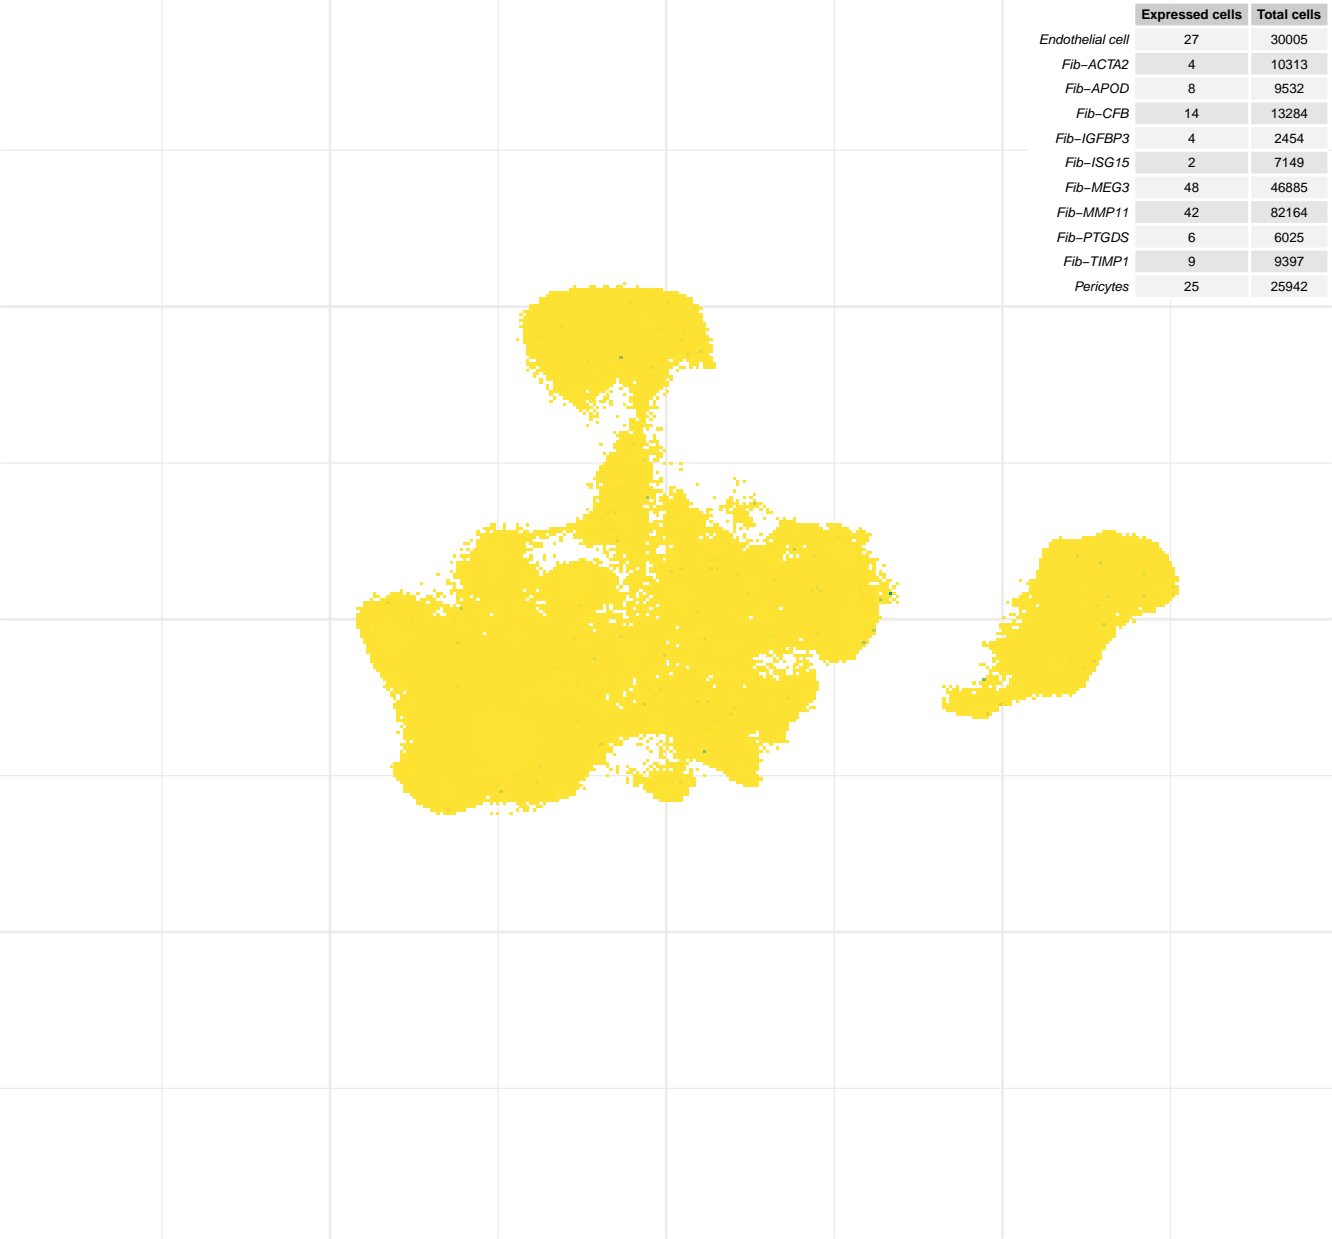 Expressed cells Total cells
Endothelial cell 27 30005
Fib−ACTA2 4 10313
Fib−APOD 8 9532
Fib−CFB 14 13284
Fib−IGFBP3 4 2454
Fib−ISG15 2 7149
Fib−MEG3 48 46885
Fib−MMP11 42 82164
Fib−PTGDS 6 6025
Fib−TIMP1 9 9397
Pericytes 25 25942